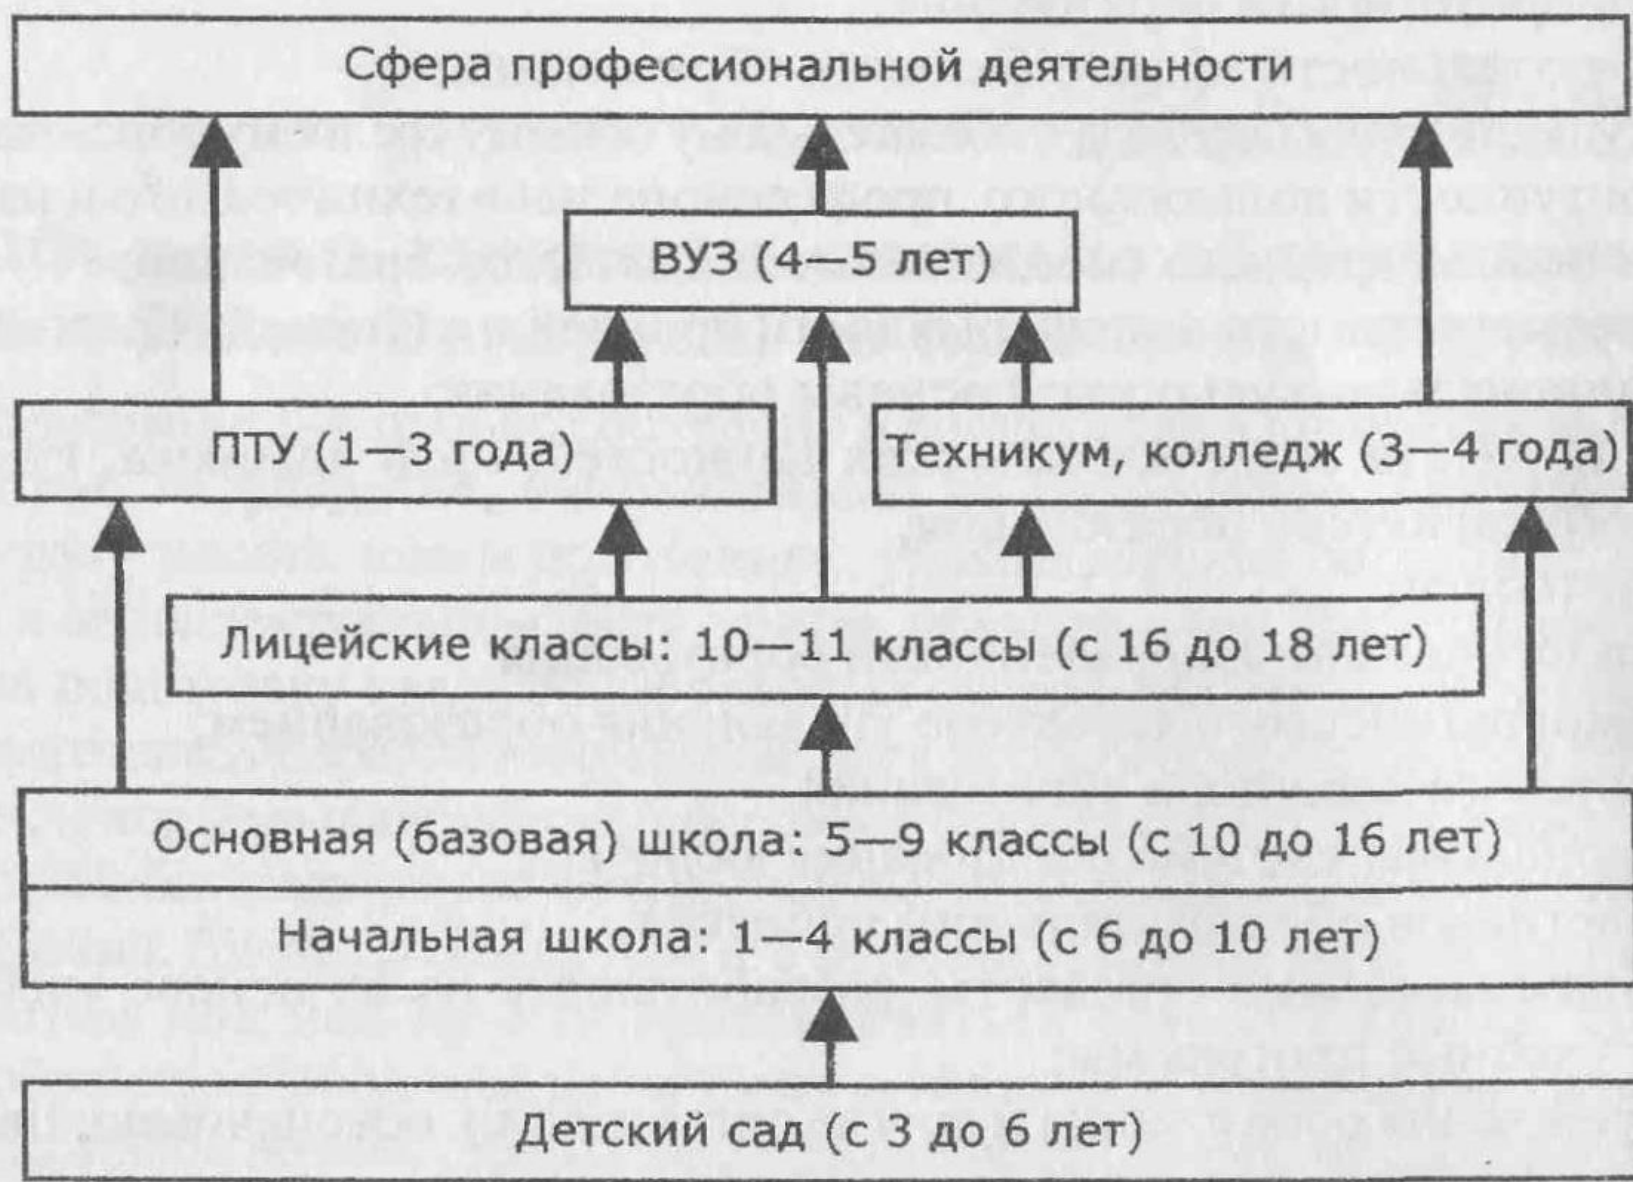 Сфера профессиональной деятельности
ВУЗ (4—5 лет)
ПТУ (1—3 года)
Техникум, колледж (3—4 года)
Лицейские классы: 10—11 классы (с 16 до 18 лет)
Основная (базовая) школа: 5—9 классы (с 10 до 16 лет)
Начальная школа: 1—4 классы (с 6 до 10 лет)
Детский сад (с 3 до 6 лет)